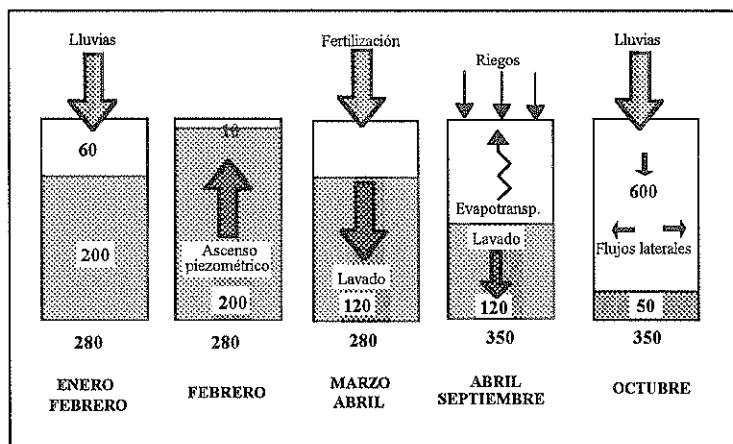 Lluvias
60
200
280
ENERO
FEBRERO
10
Ascenso
piezométrico
200
280
FEBRERO
Fertilización
Lavado
120
280
MARZO
ABRIL
Riegos
Evapotransp.
Lavado
120
350
ABRIL
SEPTIEMBRE
Lluvias
600
Flujos laterales
50
350
OCTUBRE